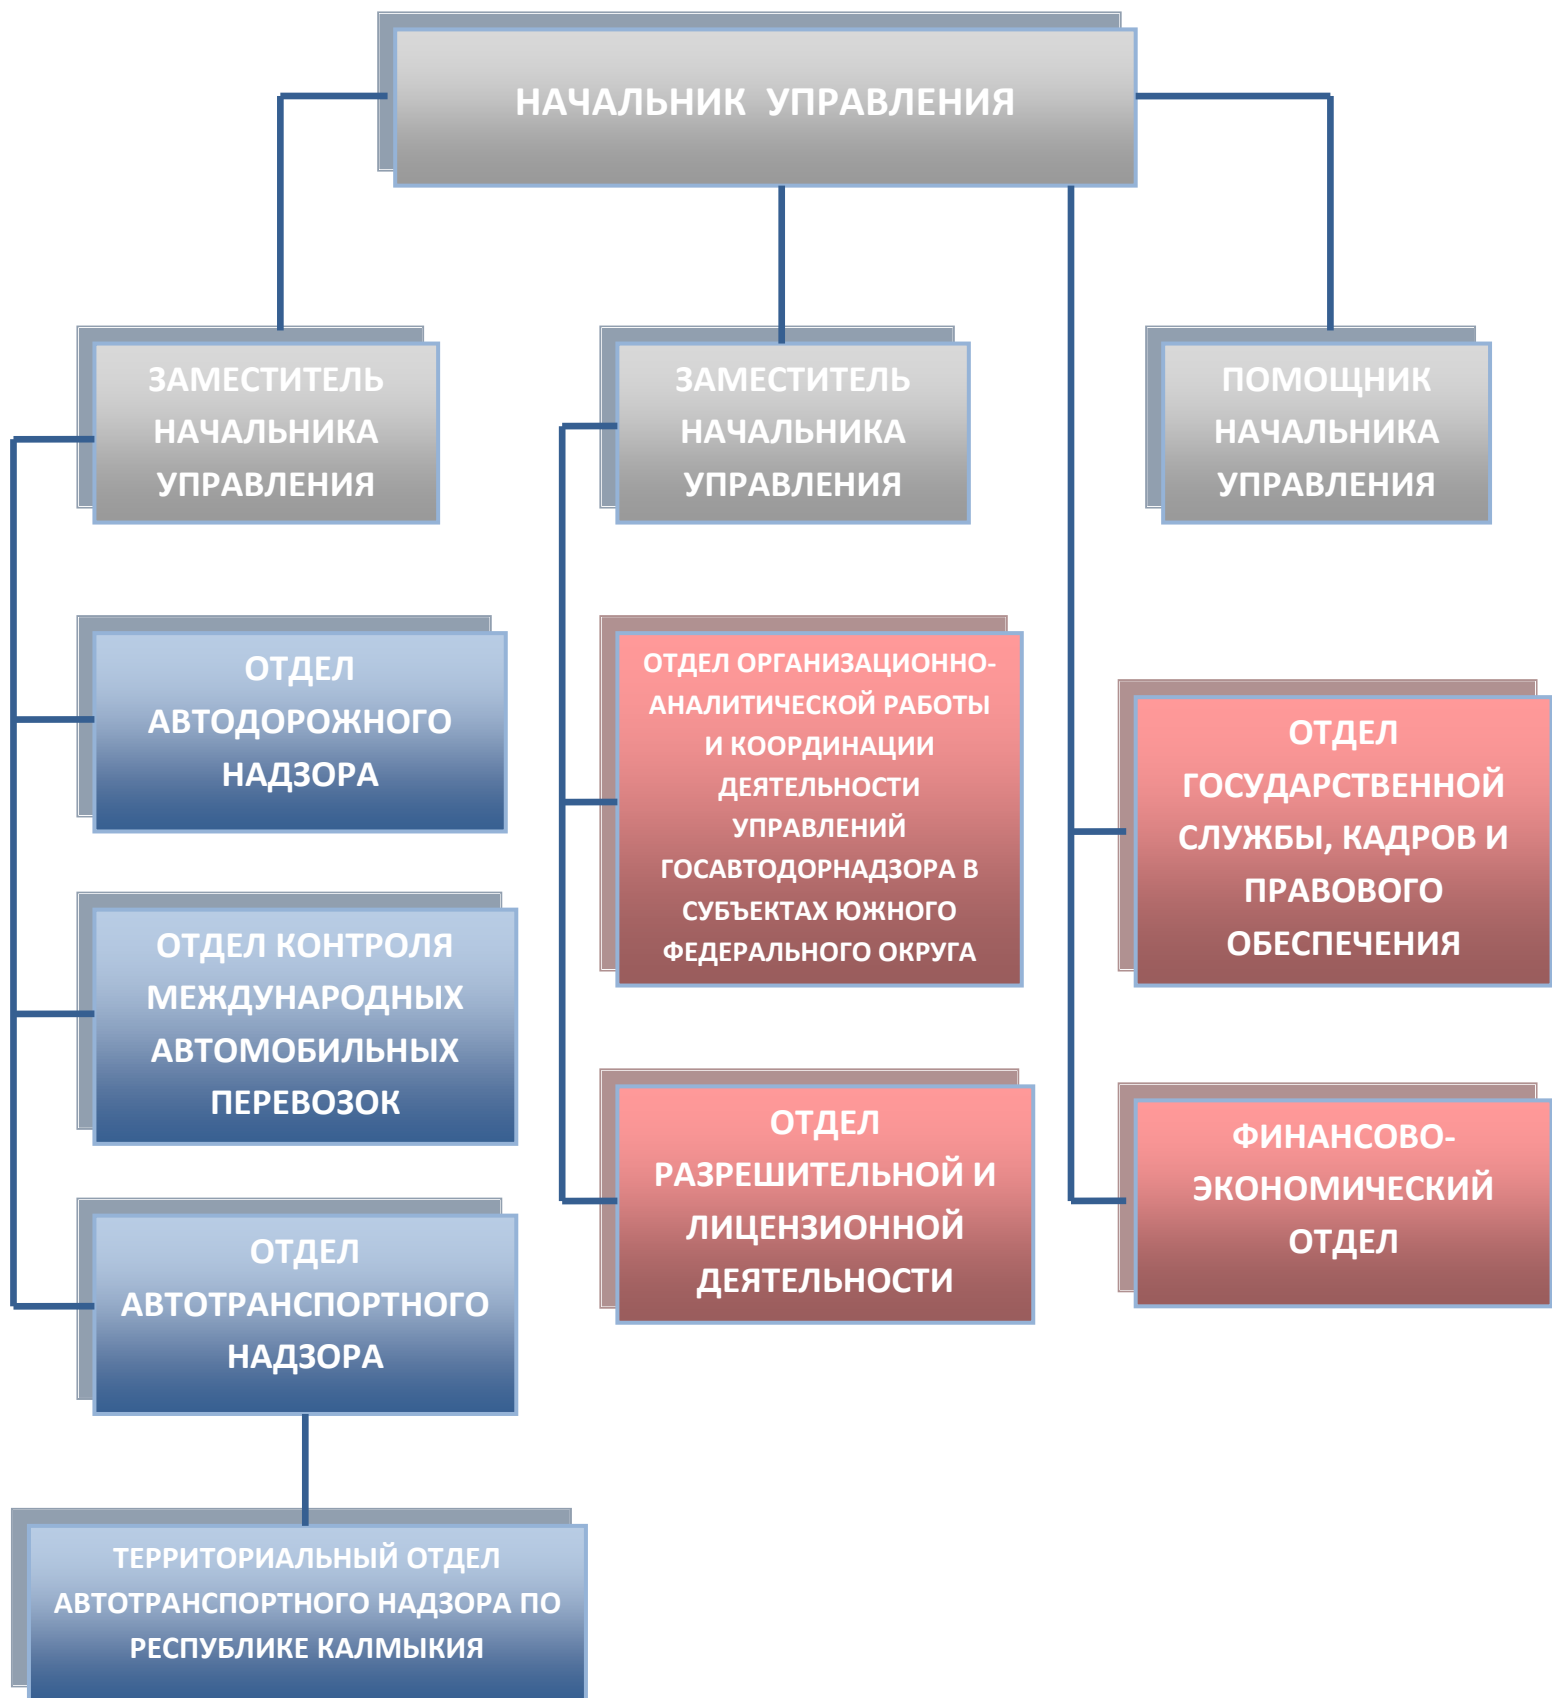 НАЧАЛЬНИК УПРАВЛЕНИЯ
ЗАМЕСТИТЕЛЬ
НАЧАЛЬНИКА
УПРАВЛЕНИЯ
ЗАМЕСТИТЕЛЬ
НАЧАЛЬНИКА
УПРАВЛЕНИЯ
ПОМОЩНИК
НАЧАЛЬНИКА
УПРАВЛЕНИЯ
ОТДЕЛ
АВТОДОРОЖНОГО
НАДЗОРА
ОТДЕЛ ОРГАНИЗАЦИОННО-
АНАЛИТИЧЕСКОЙ РАБОТЫ
И КООРДИНАЦИИ
ДЕЯТЕЛЬНОСТИ
УПРАВЛЕНИЙ
ГОСАВТОДОРНАДЗОРА В
СУБЪЕКТАХ ЮЖНОГО
ФЕДЕРАЛЬНОГО ОКРУГА
ОТДЕЛ
ГОСУДАРСТВЕННОЙ
СЛУЖБЫ, КАДРОВ И
ПРАВОВОГО
ОБЕСПЕЧЕНИЯ
ОТДЕЛ КОНТРОЛЯ
МЕЖДУНАРОДНЫХ
АВТОМОБИЛЬНЫХ
ПЕРЕВОЗОК
ОТДЕЛ
РАЗРЕШИТЕЛЬНОЙ И
ЛИЦЕНЗИОННОЙ
ДЕЯТЕЛЬНОСТИ
ФИНАНСОВО-
ЭКОНОМИЧЕСКИЙ
ОТДЕЛ
ОТДЕЛ
АВТОТРАНСПОРТНОГО
НАДЗОРА
ТЕРРИТОРИАЛЬНЫЙ ОТДЕЛ
АВТОТРАНСПОРТНОГО НАДЗОРА ПО
РЕСПУБЛИКЕ КАЛМЫКИЯ